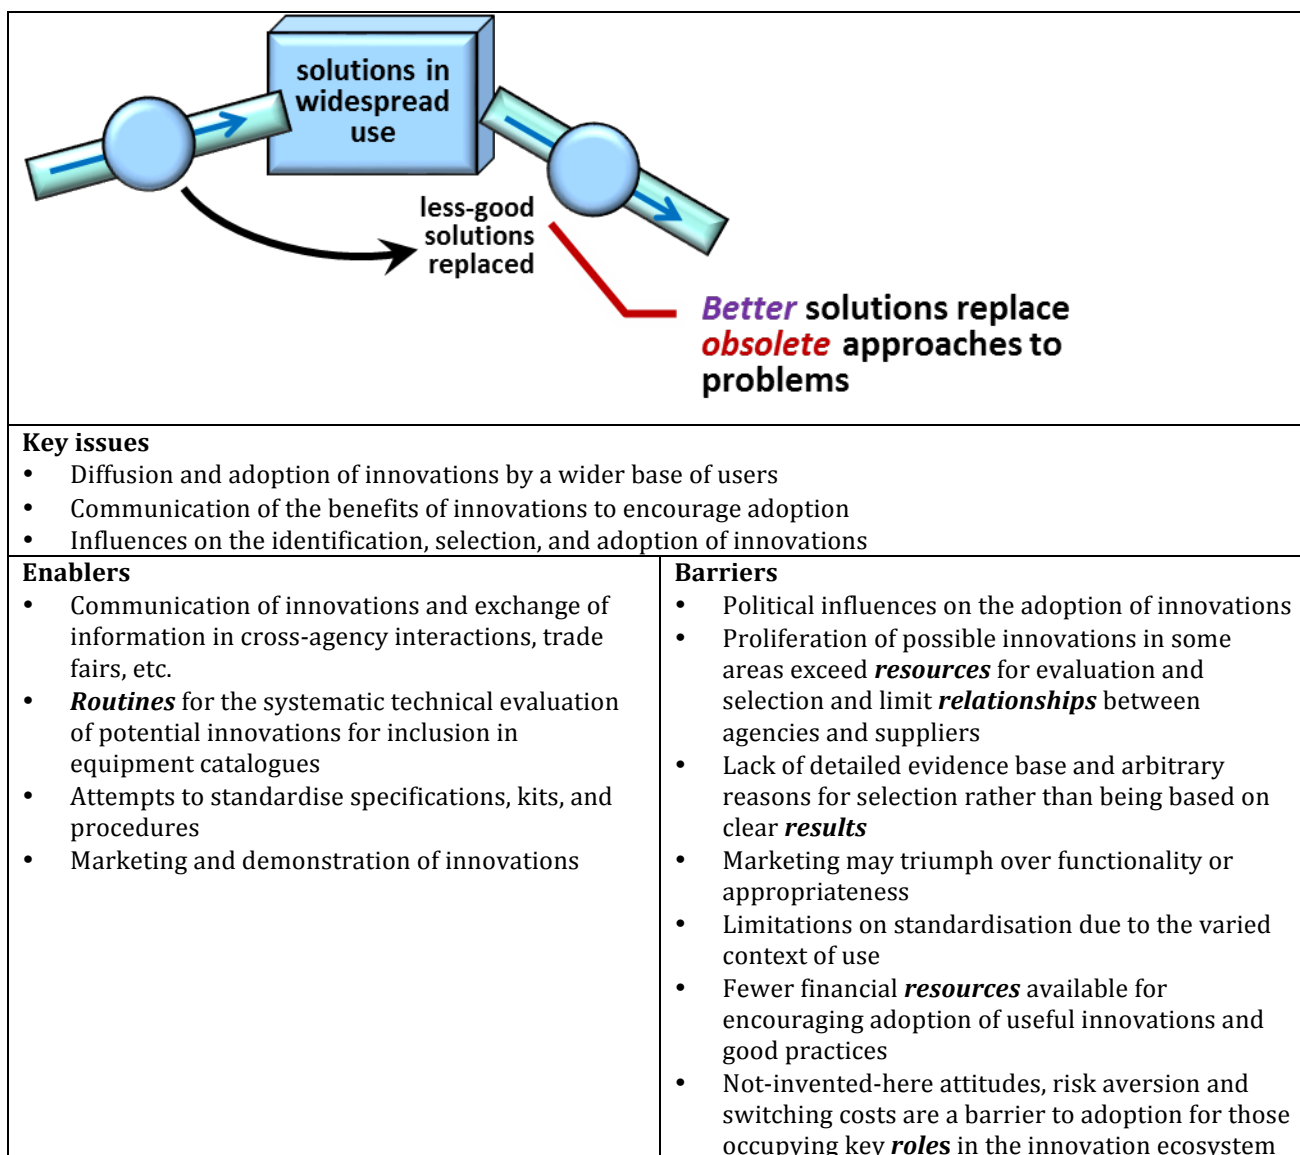 solutions in
widespread
use
less-good
solutions
replaced
Better solutions replace
obsolete approaches to
problems
Key issues
• Diffusion and adoption of innovations by a wider base of users
• Communication of the benefits of innovations to encourage adoption
• Influences on the identification, selection, and adoption of innovations
Enablers
• Communication of innovations and exchange of
information in cross-agency interactions, trade
fairs, etc.
• Routines for the systematic technical evaluation
of potential innovations for inclusion in
equipment catalogues
• Attempts to standardise specifications, kits, and
procedures
• Marketing and demonstration of innovations
Barriers
• Political influences on the adoption of innovations
• Proliferation of possible innovations in some
areas exceed resources for evaluation and
selection and limit relationships between
agencies and suppliers
• Lack of detailed evidence base and arbitrary
reasons for selection rather than being based on
clear results
• Marketing may triumph over functionality or
appropriateness
• Limitations on standardisation due to the varied
context of use
• Fewer financial resources available for
encouraging adoption of useful innovations and
good practices
• Not-invented-here attitudes, risk aversion and
switching costs are a barrier to adoption for those
occupying key roles in the innovation ecosystem